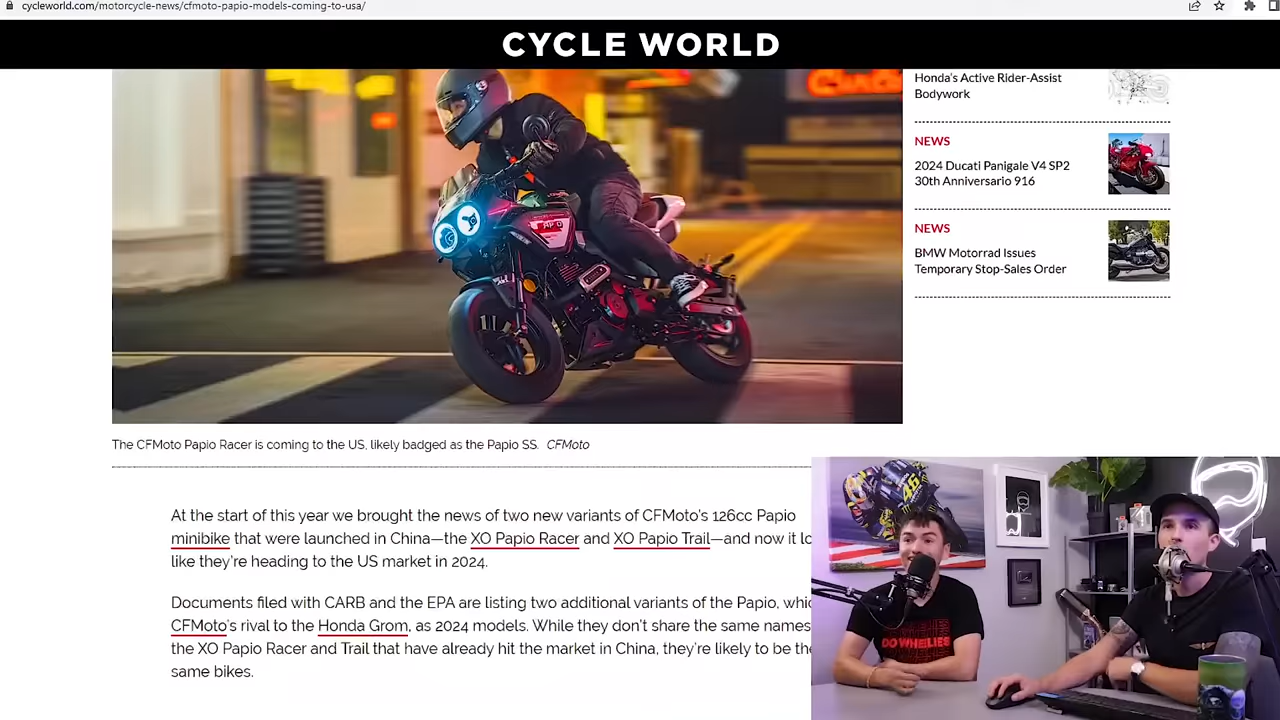 cycleworld.com/motorcycle-news/cfmoto-papio-models-coming-to-usa/
CYCLE WORLD
Honda's Active Rider-Assist
Bodywork
NEWS
2024 Ducati Panigale V4 SP2
30th Anniversario 916
NEWS
BMW Motorrad Issues
Temporary Stop-Sales Order
The CFMoto Papio Racer is coming to the US, likely badged as the Papio SS. CFMoto
At the start of this year we brought the news of two new variants of CFMoto's 126cc Papio
minibike that were launched in China—the XO Papio Racer and XO Papio Trail—and now it lo
like they're heading to the US market in 2024.
Documents filed with CARB and the EPA are listing two additional variants of the Papio, whic
CFMoto's rival to the Honda Grom, as 2024 models. While they don't share the same names
the XO Papio Racer and Trail that have already hit the market in China, they're likely to be the
same bikes.
46
DO WHELIES